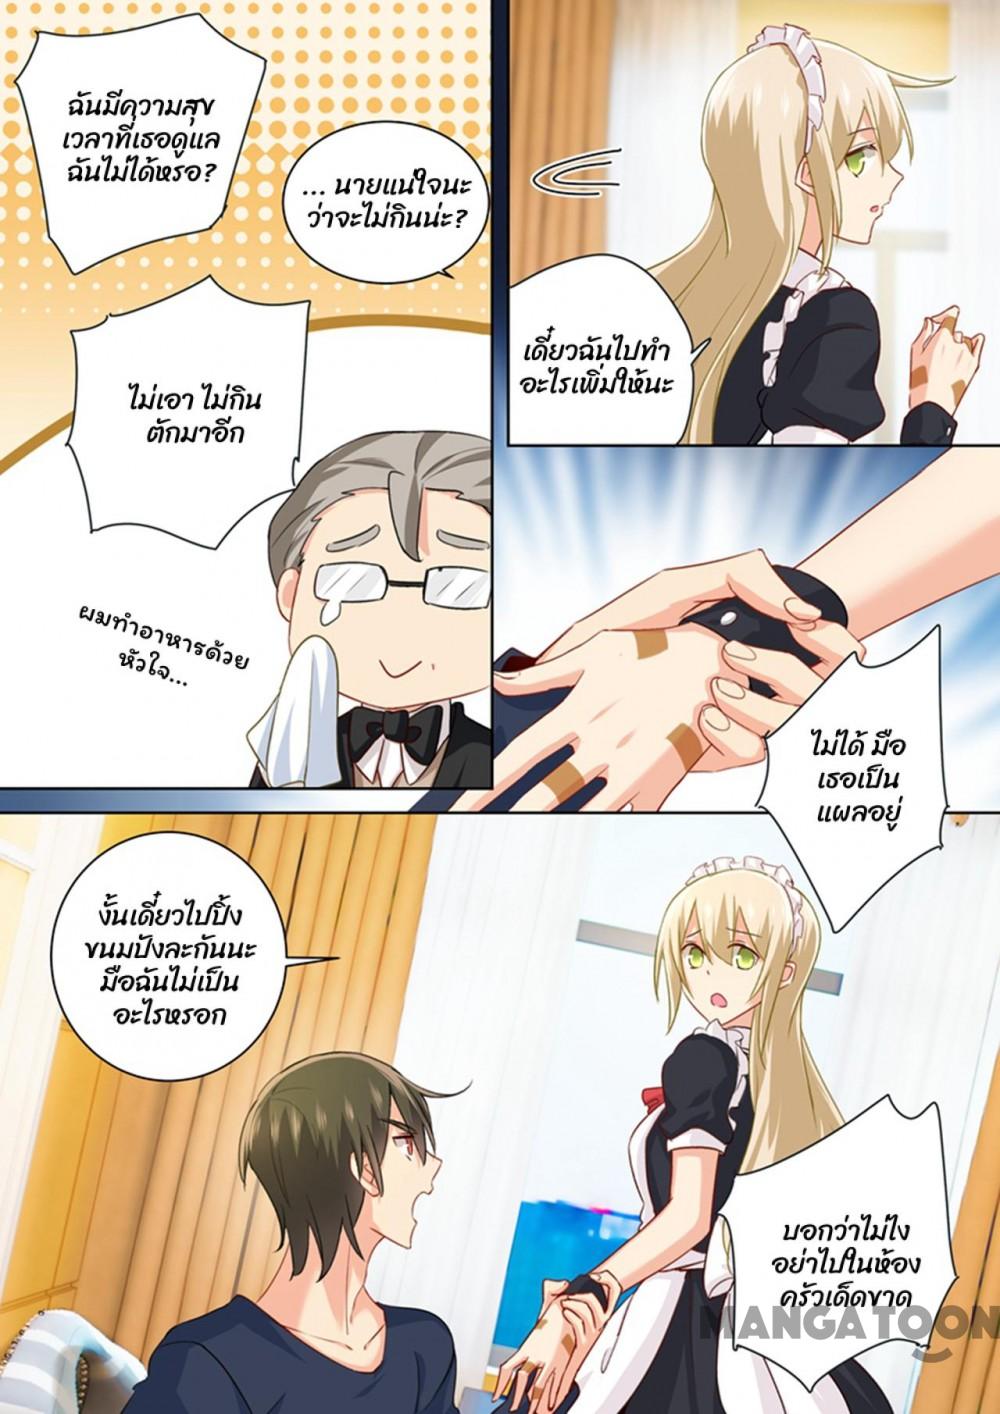 ฉันมีความสุข
เวลาที่เธอดูแล
ฉันไม่ได้หรอ?
... นายแน่ใจนะ
ว่าจะไม่กินน่ะ?
ไม่เอา ไม่กิน
ตักมาอีก
ผมทำอาหารด้วย
หัวใจ...
เดี๋ยวฉันไปทำ
อะไรเพิ่มให้นะ
ไม่ได้ มือ
เธอเป็น
แผลอยู่
งั้นเดี๋ยวไปปิ้ง
ขนมปังละกันนะ
มือฉันไม่เป็น
อะไรหรอก
บอกว่าไม่ไง
อย่าไปในห้อง
ครัวเด็ดขาด
MANGATOON